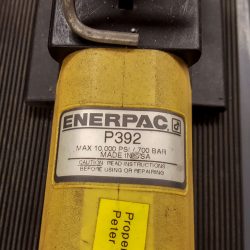 ENERPAC
P392
MAX 10,000 PSI / 700 BAR
MADE IN USA
CAUTION: READ INSTRUCTIONS
BEFORE USING OR REPAIRING
Prope
Peter